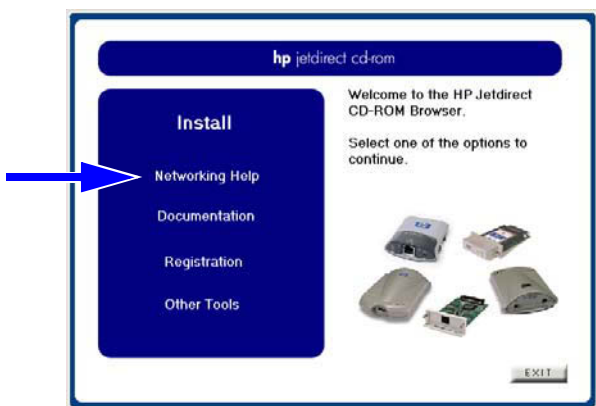 hp jetdirect cd-rom
Install
Networking Help
Documentation
Registration
Other Tools
Welcome to the HP Jetdirect
CD-ROM Browser.
Select one of the options to
continue.
EXIT